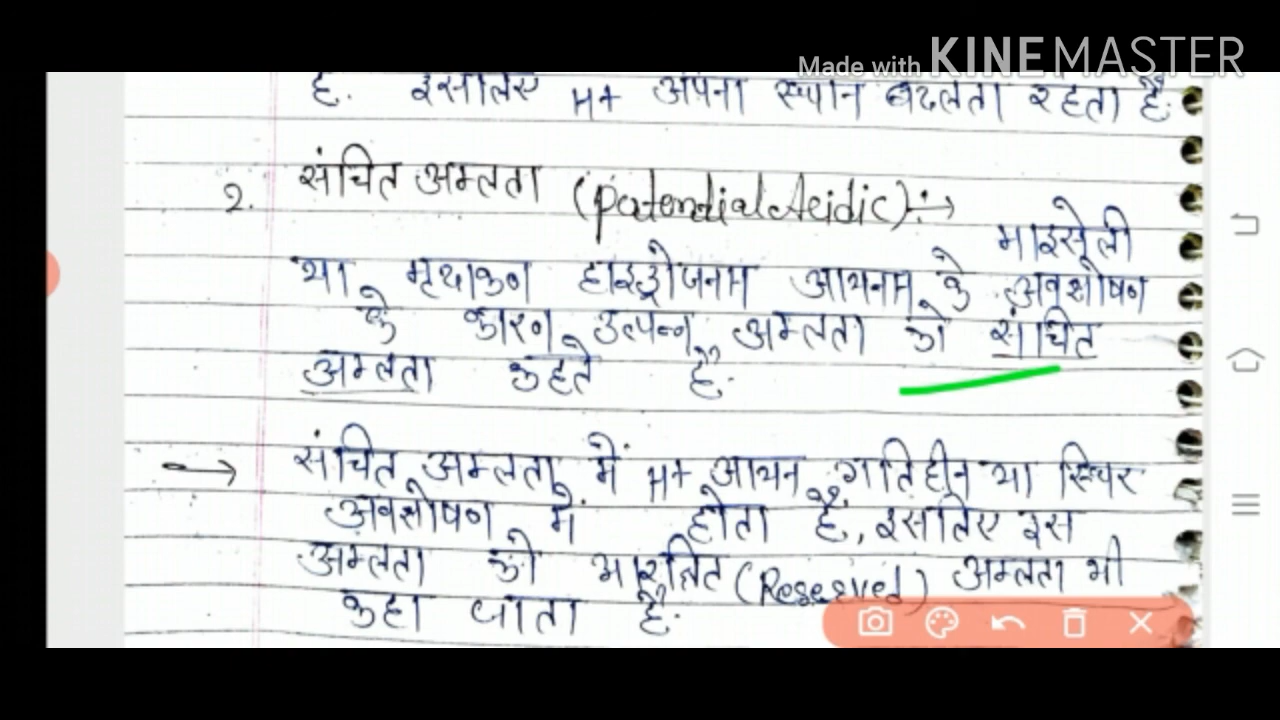 Made with KINEMASTER
है. इसलिए H+ अपना स्थान बदलता रहता है.
2. संचित अम्लता (Potendial Acidic):→
माइसेली
या मृदाकण हाइड्रोजनम आयनाम के अवशोषण
के कारण उत्पन्न अम्लता को संचित
अम्लता कहते हैं.
→ संचित अम्लता में H+ आयन गतिहीन या स्थिर
अवशोषण में होता है, इसलिए इस
अम्लता को आरक्षित (Reserved) अम्लता भी
कहा जाता है.